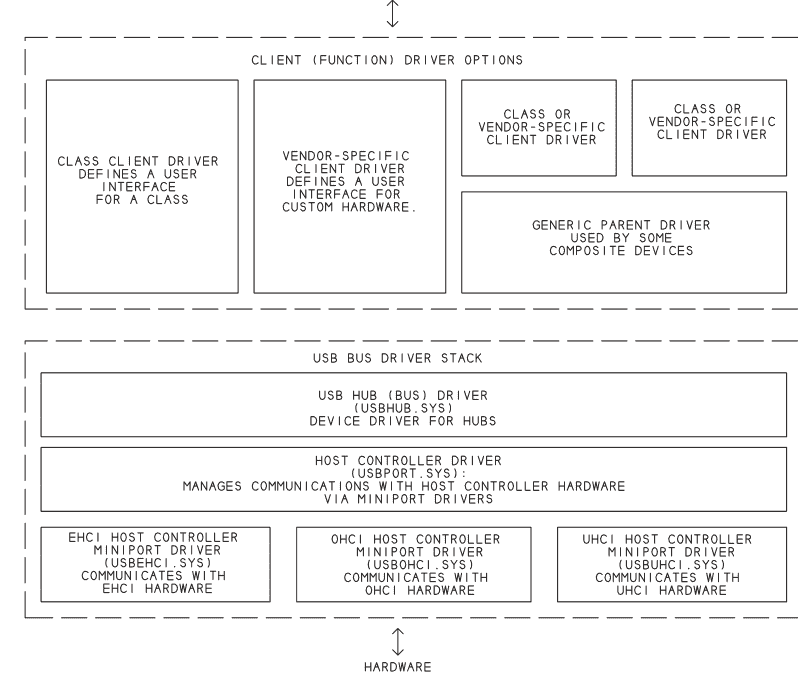 CLIENT (FUNCTION) DRIVER OPTIONS
CLASS CLIENT DRIVER
DEFINES A USER
INTERFACE
FOR A CLASS
VENDOR-SPECIFIC
CLIENT DRIVER
DEFINES A USER
INTERFACE FOR
CUSTOM HARDWARE.
CLASS OR
VENDOR-SPECIFIC
CLIENT DRIVER
CLASS OR
VENDOR-SPECIFIC
CLIENT DRIVER
GENERIC PARENT DRIVER
USED BY SOME
COMPOSITE DEVICES
USB BUS DRIVER STACK
USB HUB (BUS) DRIVER
(USBHUB.SYS)
DEVICE DRIVER FOR HUBS
HOST CONTROLLER DRIVER
(USBPORT.SYS):
MANAGES COMMUNICATIONS WITH HOST CONTROLLER HARDWARE
VIA MINIPORT DRIVERS
EHCI HOST CONTROLLER
MINIPORT DRIVER
(USBEHCI.SYS)
COMMUNICATES WITH
EHCI HARDWARE
OHCI HOST CONTROLLER
MINIPORT DRIVER
(USBOHCI.SYS)
COMMUNICATES WITH
OHCI HARDWARE
UHCI HOST CONTROLLER
MINIPORT DRIVER
(USBUHCI.SYS)
COMMUNICATES WITH
UHCI HARDWARE
HARDWARE